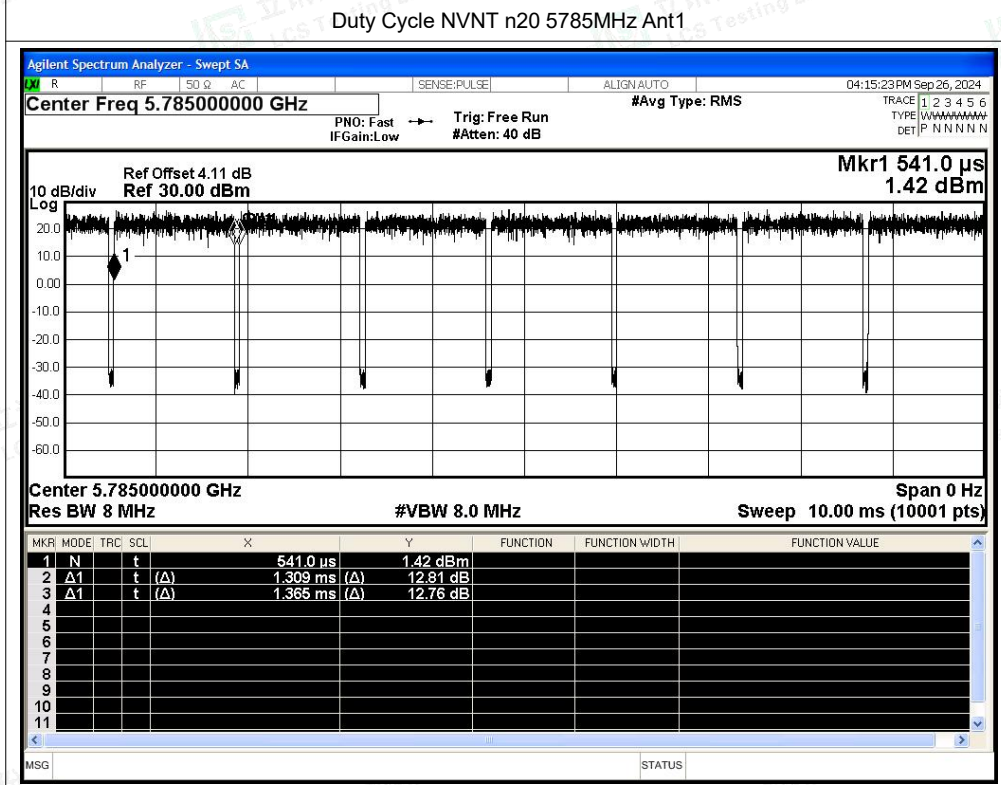 Duty Cycle NVNT n20 5785MHz Ant1
Agilent Spectrum Analyzer - Swept SA
LXI R RF 50 Ω AC SENSE:PULSE ALIGN AUTO 04:15:23 PM Sep 26, 2024
Center Freq 5.785000000 GHz #Avg Type: RMS TRACE 1 2 3 4 5 6
PNO: Fast Trig: Free Run TYPE WWWWWW
IFGain:Low #Atten: 40 dB DET P N N N N N
Mkr1 541.0 µs
1.42 dBm
Ref Offset 4.11 dB
10 dB/div Ref 30.00 dBm
Log
20.0
10.0
1
0.00
-10.0
-20.0
-30.0
-40.0
-50.0
-60.0
Center 5.785000000 GHz Span 0 Hz
Res BW 8 MHz #VBW 8.0 MHz Sweep 10.00 ms (10001 pts)
MKR MODE TRC SCL X Y FUNCTION FUNCTION WIDTH FUNCTION VALUE
1 N t 541.0 µs 1.42 dBm
2 Δ1 t (Δ) 1.309 ms (Δ) 12.81 dB
3 Δ1 t (Δ) 1.365 ms (Δ) 12.76 dB
4
5
6
7
8
9
10
11
MSG STATUS